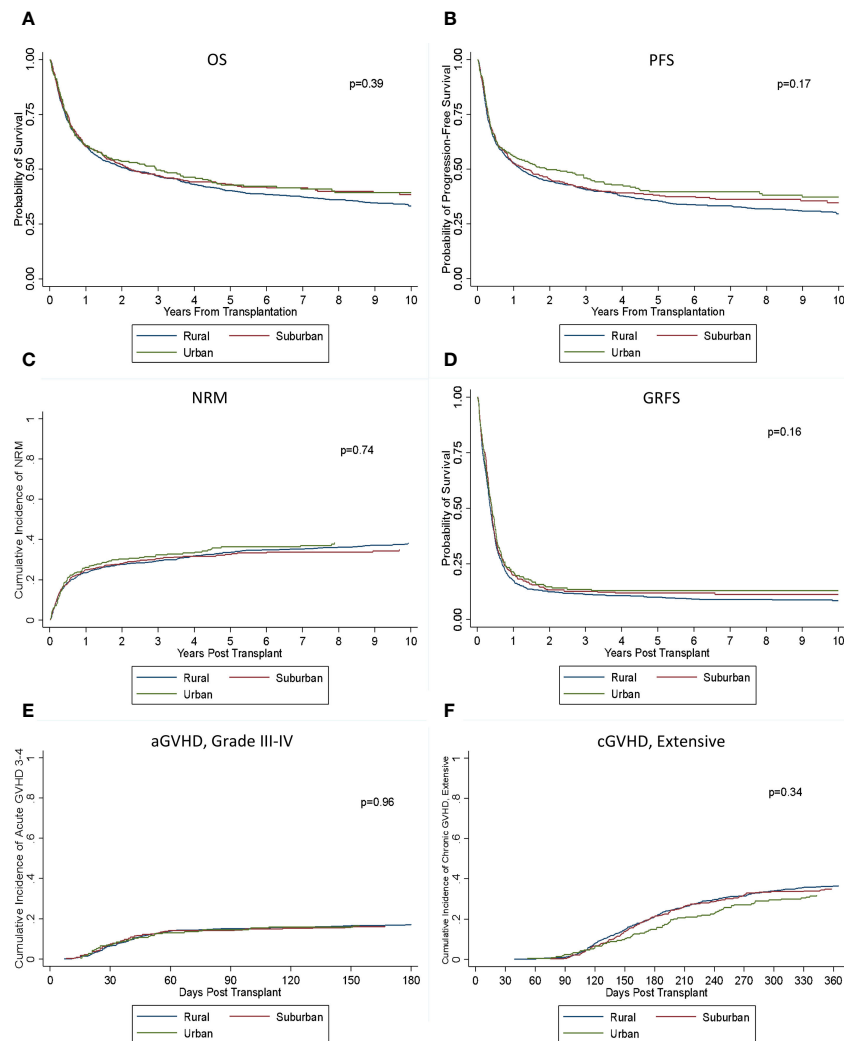 A
OS
p=0.39
Probability of Survival
1.00
0.75
0.50
0.25
0.00
0 1 2 3 4 5 6 7 8 9 10
Years From Transplantation
Rural Suburban
Urban
B
PFS
p=0.17
Probability of Progression-Free Survival
1.00
0.75
0.50
0.25
0.00
0 1 2 3 4 5 6 7 8 9 10
Years From Transplantation
Rural Suburban
Urban
C
NRM
p=0.74
Cumulative Incidence of NRM
1
.8
.6
.4
.2
0
0 1 2 3 4 5 6 7 8 9 10
Years Post Transplant
Rural Suburban
Urban
D
GRFS
p=0.16
Probability of Survival
1.00
0.75
0.50
0.25
0.00
0 1 2 3 4 5 6 7 8 9 10
Years Post Transplant
Rural Suburban
Urban
E
aGVHD, Grade III-IV
p=0.96
Cumulative Incidence of Acute GVHD 3-4
1
.8
.6
.4
.2
0
0 30 60 90 120 150 180
Days Post Transplant
Rural Suburban
Urban
F
cGVHD, Extensive
p=0.34
Cumulative Incidence of Chronic GVHD, Extensive
1
.8
.6
.4
.2
0
0 30 60 90 120 150 180 210 240 270 300 330 360
Days Post Transplant
Rural Suburban
Urban